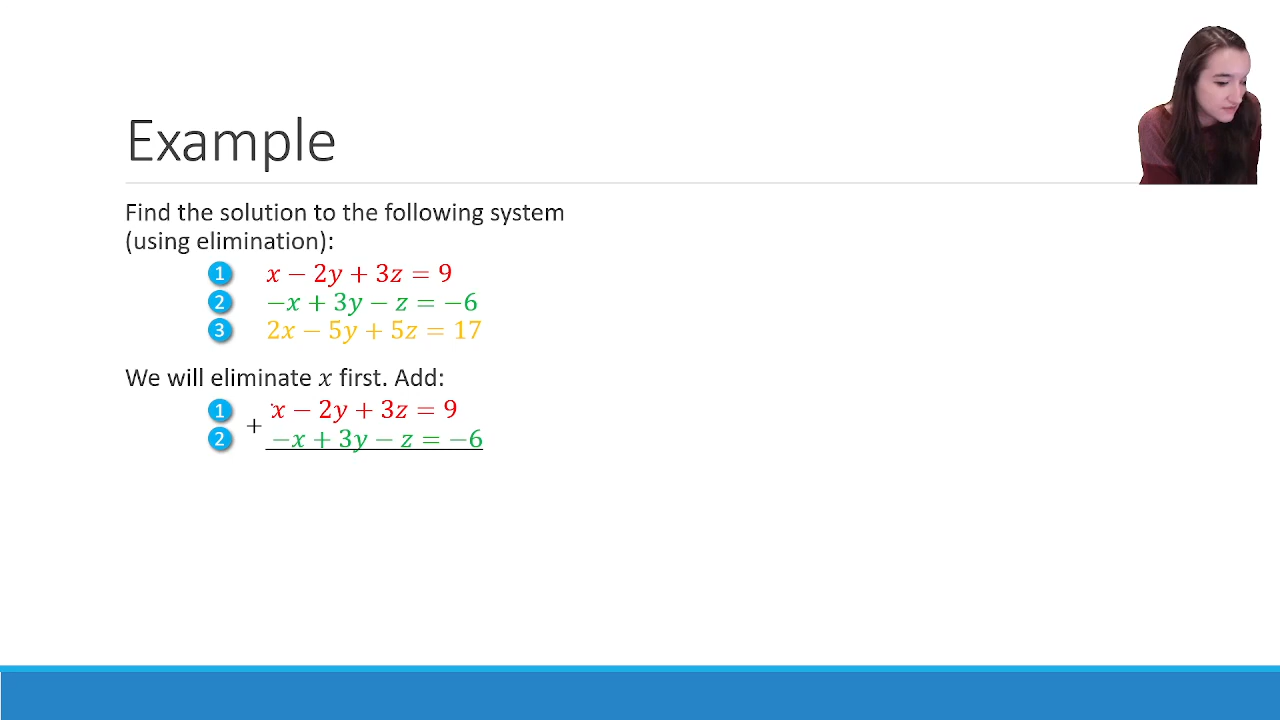 Example
Find the solution to the following system
(using elimination):
1 x − 2y + 3z = 9
2 −x + 3y − z = −6
3 2x − 5y + 5z = 17
We will eliminate x first. Add:
1 x − 2y + 3z = 9
+
2 −x + 3y − z = −6